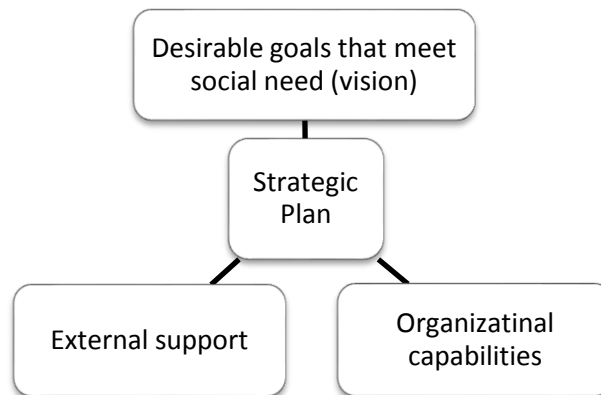 Desirable goals that meet
social need (vision)
Strategic
Plan
External support
Organizatinal
capabilities